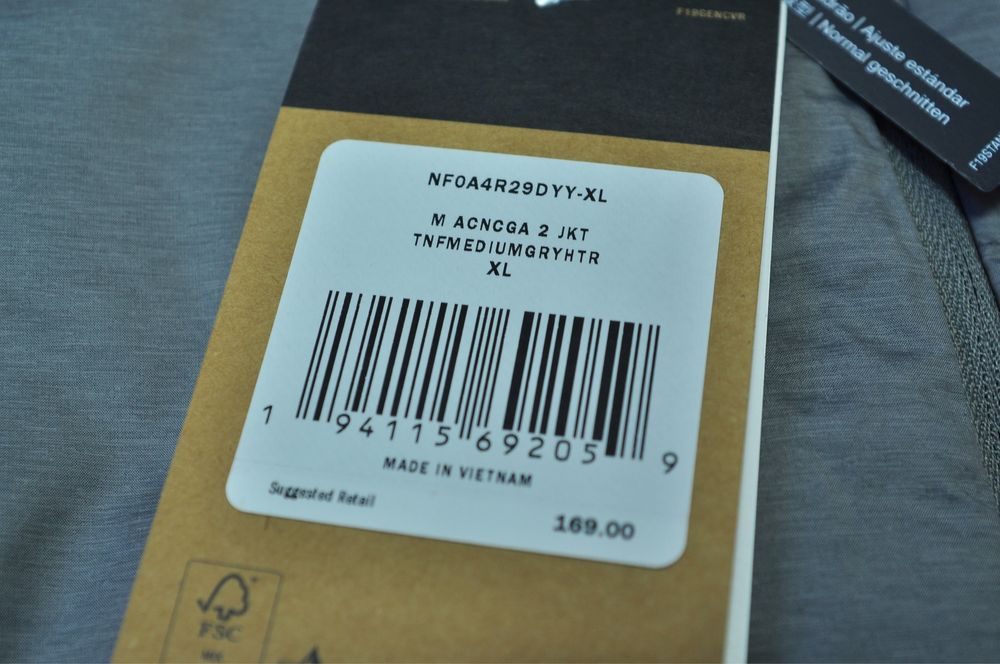 F19GENCVR
drão | Ajuste estándar
| Normal geschnitten
F19STAN
NF0A4R29DYY-XL
M ACNCGA 2 JKT
TNFMEDIUMGRYHTR
XL
1 94115 69205 9
MADE IN VIETNAM
Suggested Retail
169.00
FSC